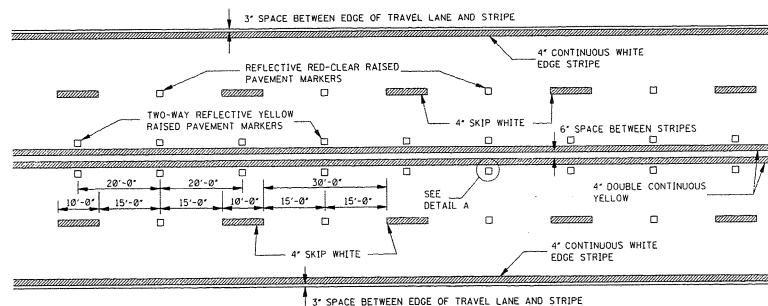 3" SPACE BETWEEN EDGE OF TRAVEL LANE AND STRIPE
4" CONTINUOUS WHITE
EDGE STRIPE
REFLECTIVE RED-CLEAR RAISED
PAVEMENT MARKERS
4" SKIP WHITE
TWO-WAY REFLECTIVE YELLOW
RAISED PAVEMENT MARKERS
6" SPACE BETWEEN STRIPES
20'-0" 20'-0" 30'-0"
SEE
DETAIL A
4" DOUBLE CONTINUOUS
YELLOW
10'-0" 15'-0" 15'-0" 10'-0" 15'-0" 15'-0"
4" SKIP WHITE
4" CONTINUOUS WHITE
EDGE STRIPE
3" SPACE BETWEEN EDGE OF TRAVEL LANE AND STRIPE